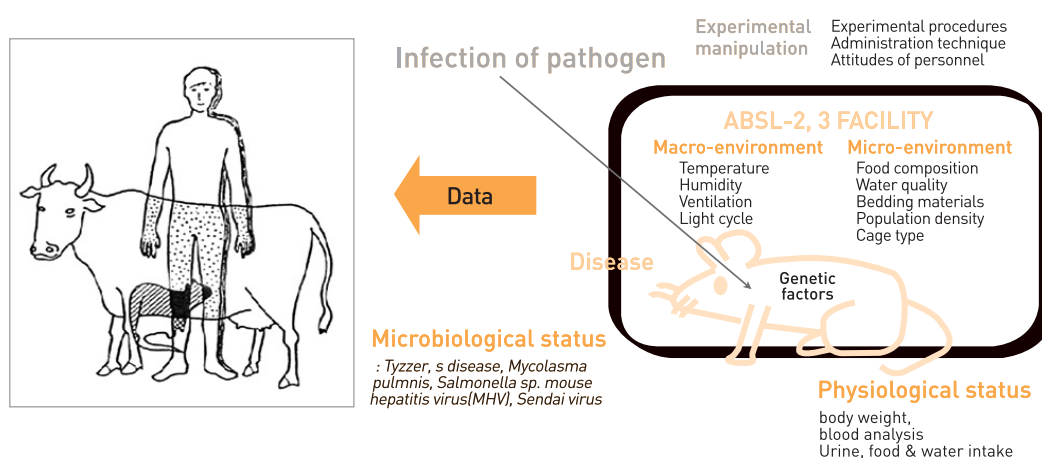 Experimental manipulation
Experimental procedures
Administration technique
Attitudes of personnel
Infection of pathogen
ABSL-2, 3 FACILITY
Macro-environment
Temperature
Humidity
Ventilation
Light cycle
Micro-environment
Food composition
Water quality
Bedding materials
Population density
Cage type
Data
Disease
Genetic
factors
Microbiological status
: Tyzzer, s disease, Mycolasma
pulmnis, Salmonella sp. mouse
hepatitis virus(MHV), Sendai virus
Physiological status
body weight,
blood analysis
Urine, food & water intake